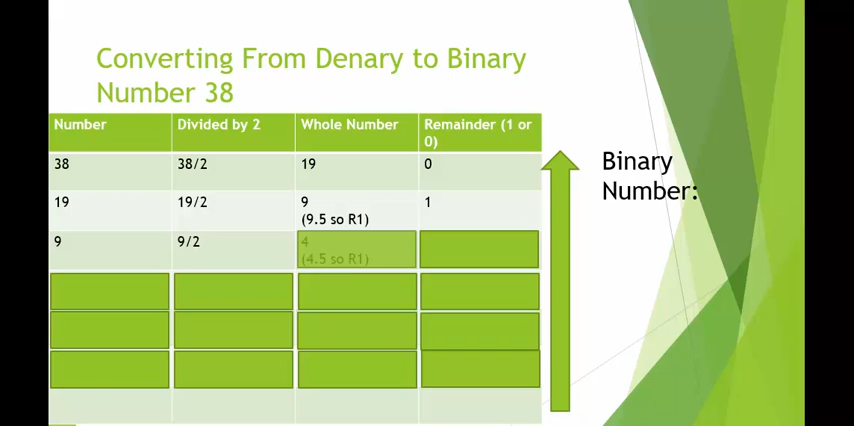 Converting From Denary to Binary
Number 38
Number Divided by 2 Whole Number Remainder (1 or
0)
38 38/2 19 0
19 19/2 9 1
(9.5 so R1)
9 9/2 4
(4.5 so R1)
Binary
Number: